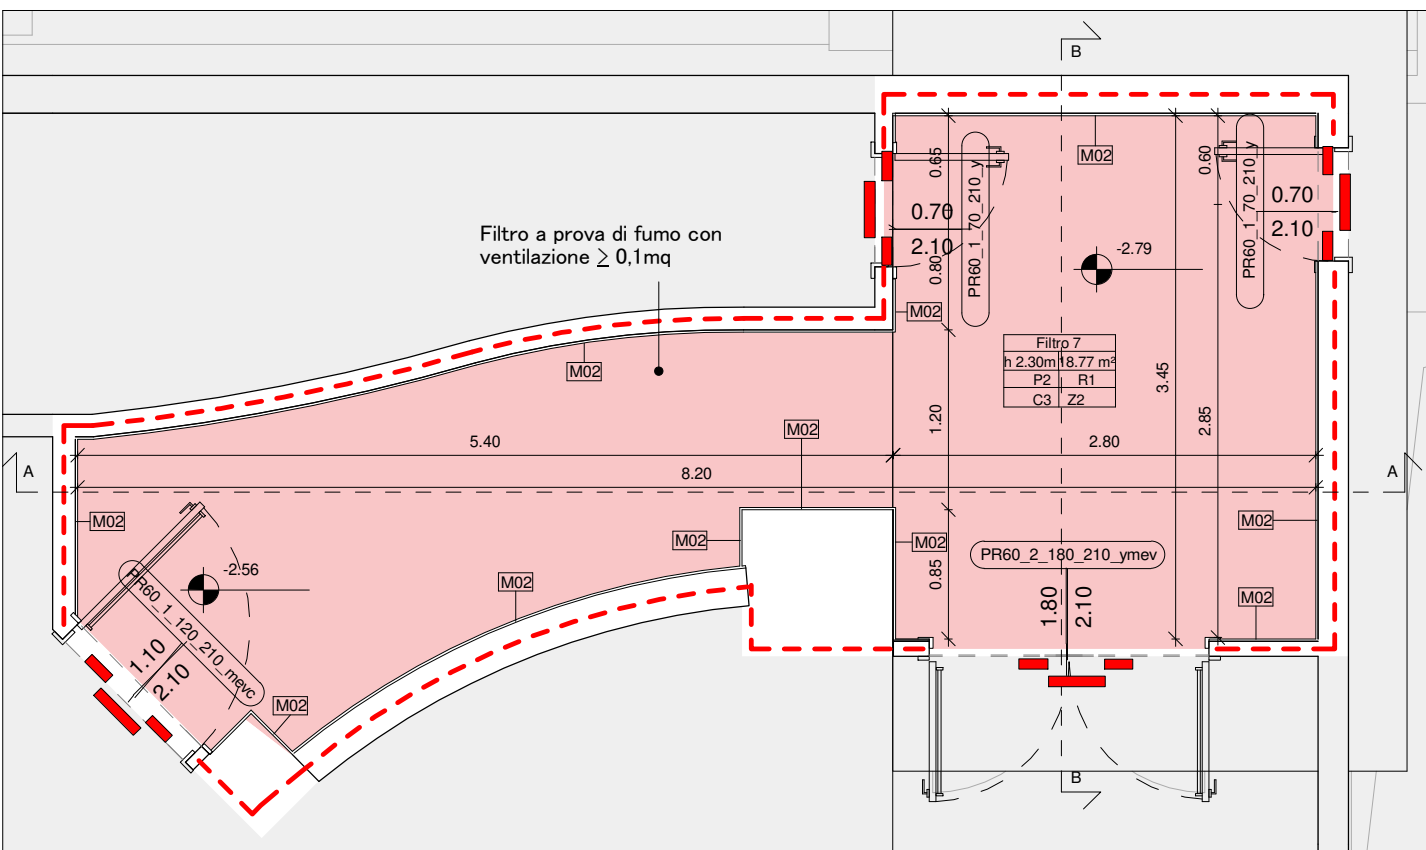 B
M02
0.65
0.60
PR60_1_70_210_y
PR60_1_70_210_y
0.70
2.10
0.70
2.10
Filtro a prova di fumo con
ventilazione ≥ 0,1mq
-2.79
0.80
M02
Filtro 7
h 2.30m 18.77 m²
P2 R1
C3 Z2
M02
3.45
2.85
1.20
M02
5.40
2.80
A
8.20
A
M02
M02
M02
M02
PR60_2_180_210_ymev
-2.56
M02
0.85
1.80
2.10
M02
PR60_1_120_210_mevc
1.10
2.10
M02
B